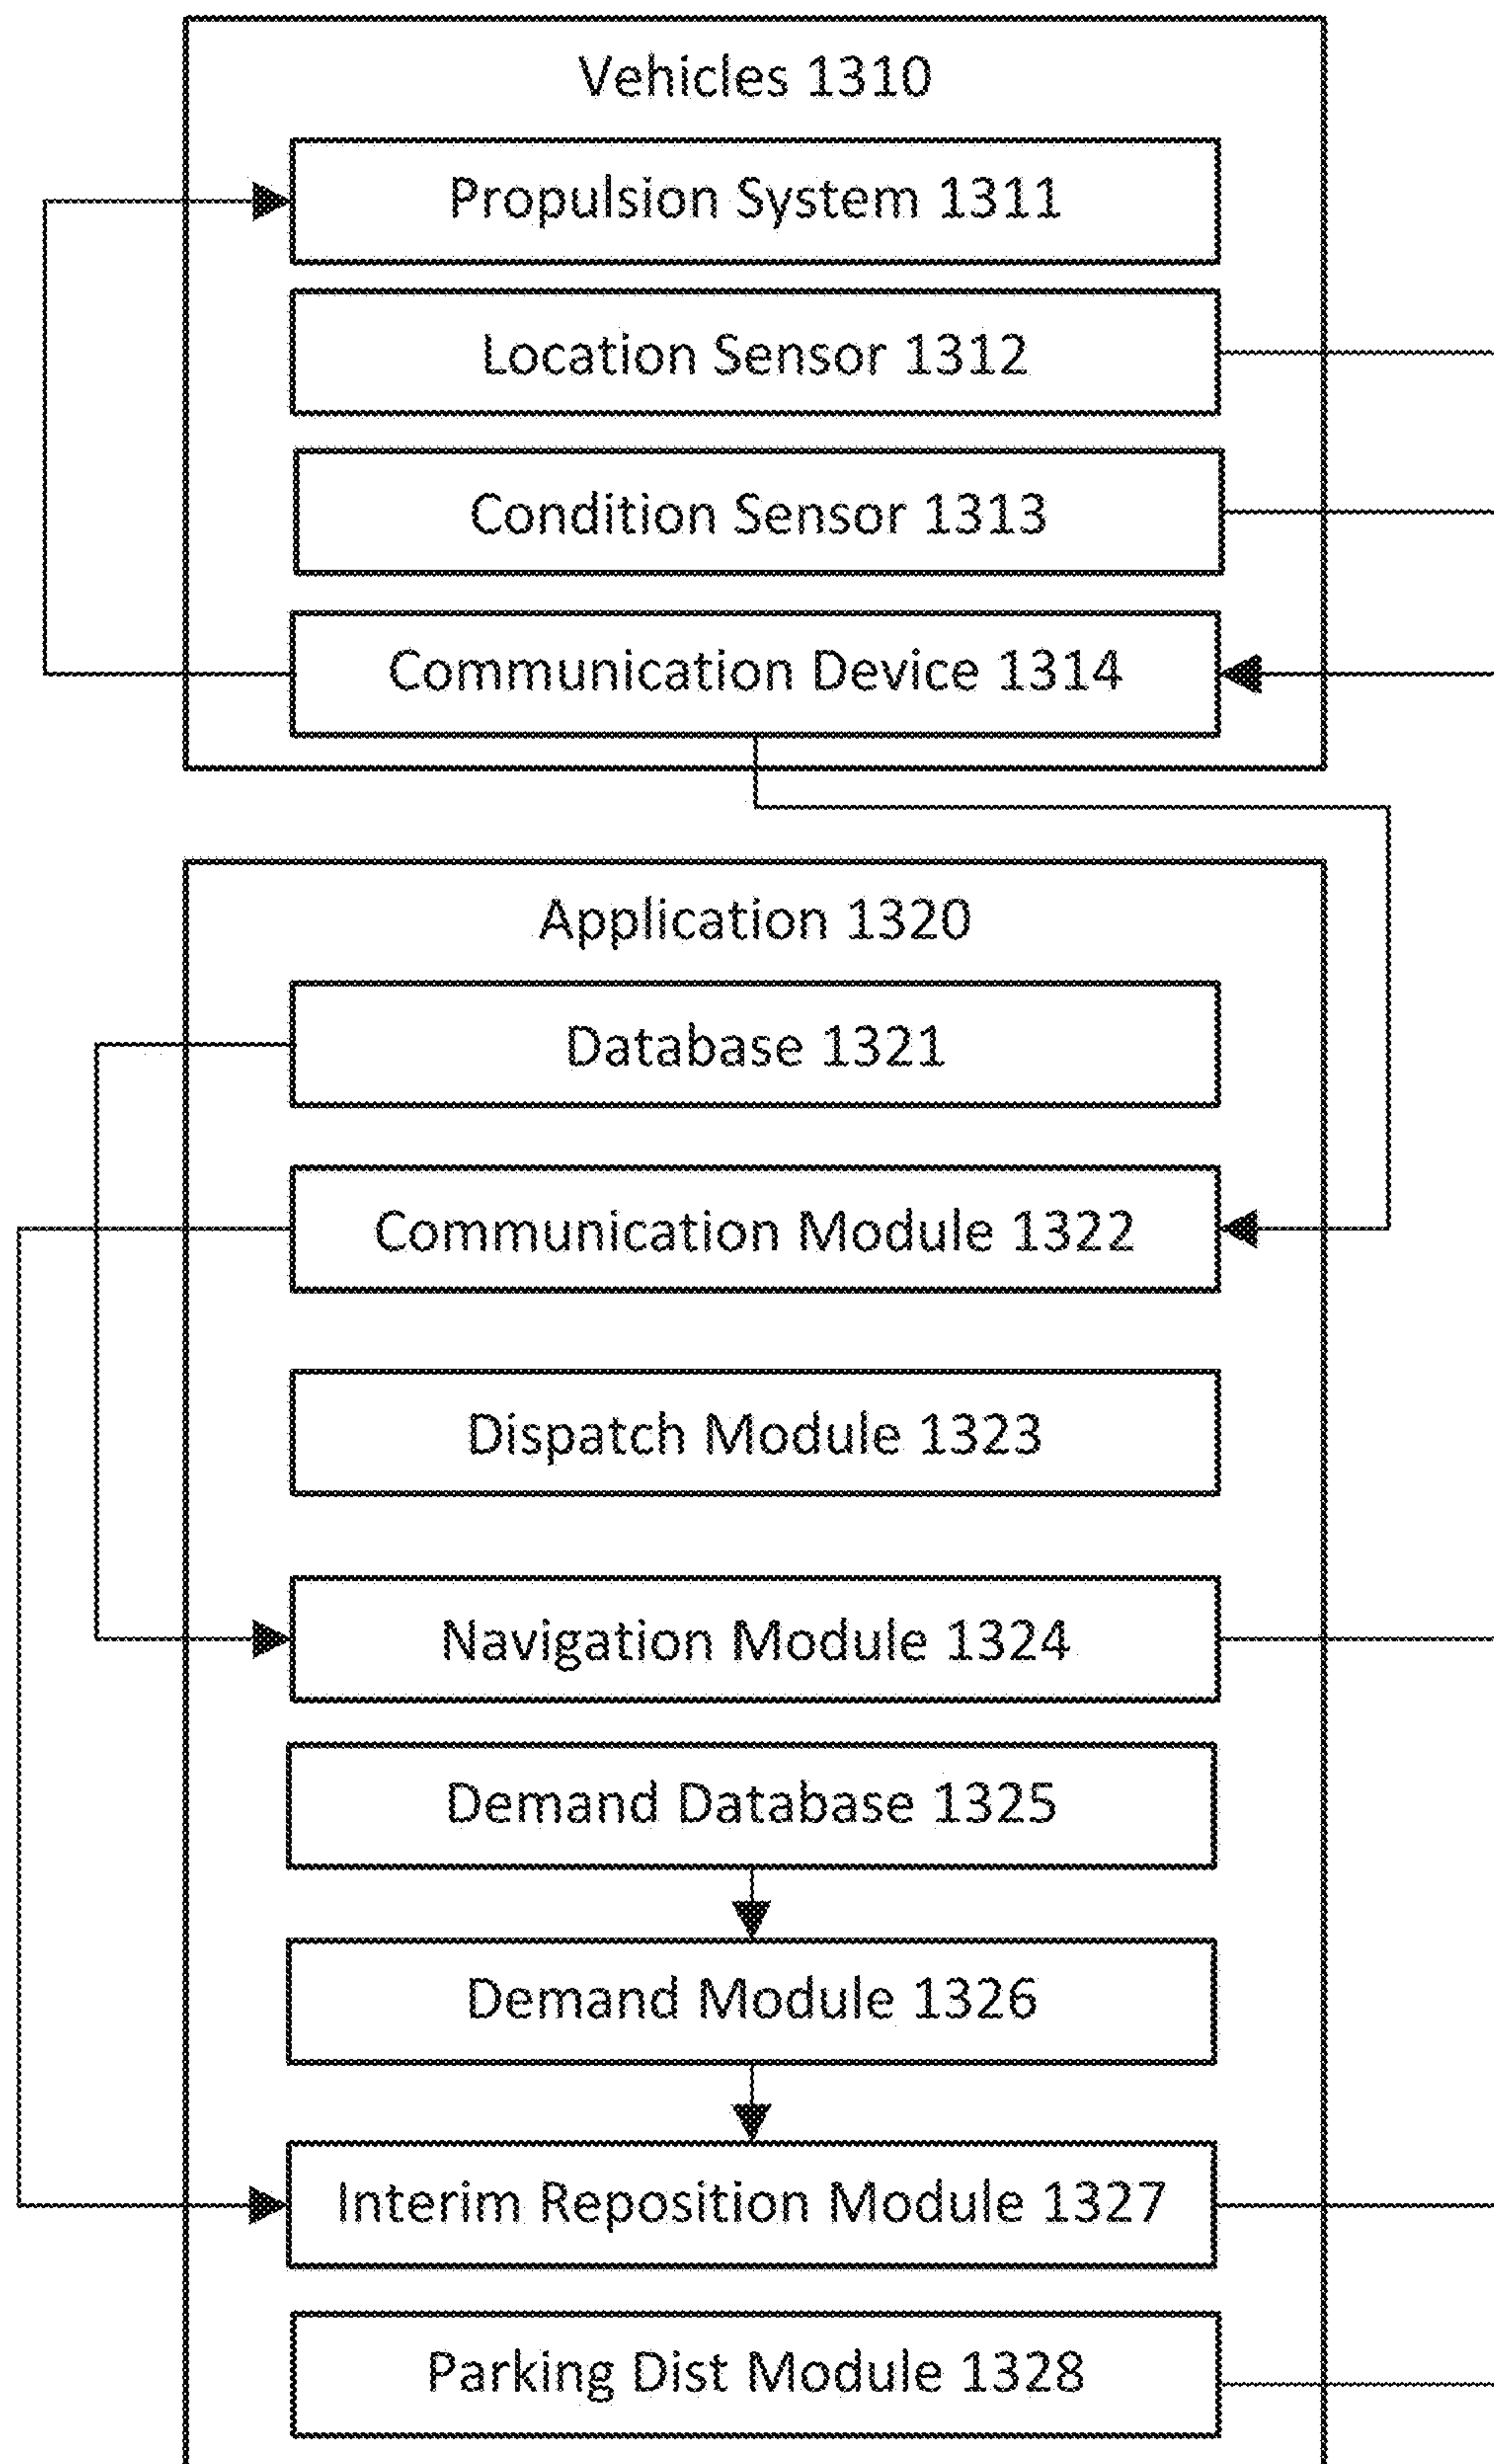 Vehicles 1310
Propulsion System 1311
Location Sensor 1312
Condition Sensor 1313
Communication Device 1314
Application 1320
Database 1321
Communication Module 1322
Dispatch Module 1323
Navigation Module 1324
Demand Database 1325
Demand Module 1326
Interim Reposition Module 1327
Parking Dist Module 1328